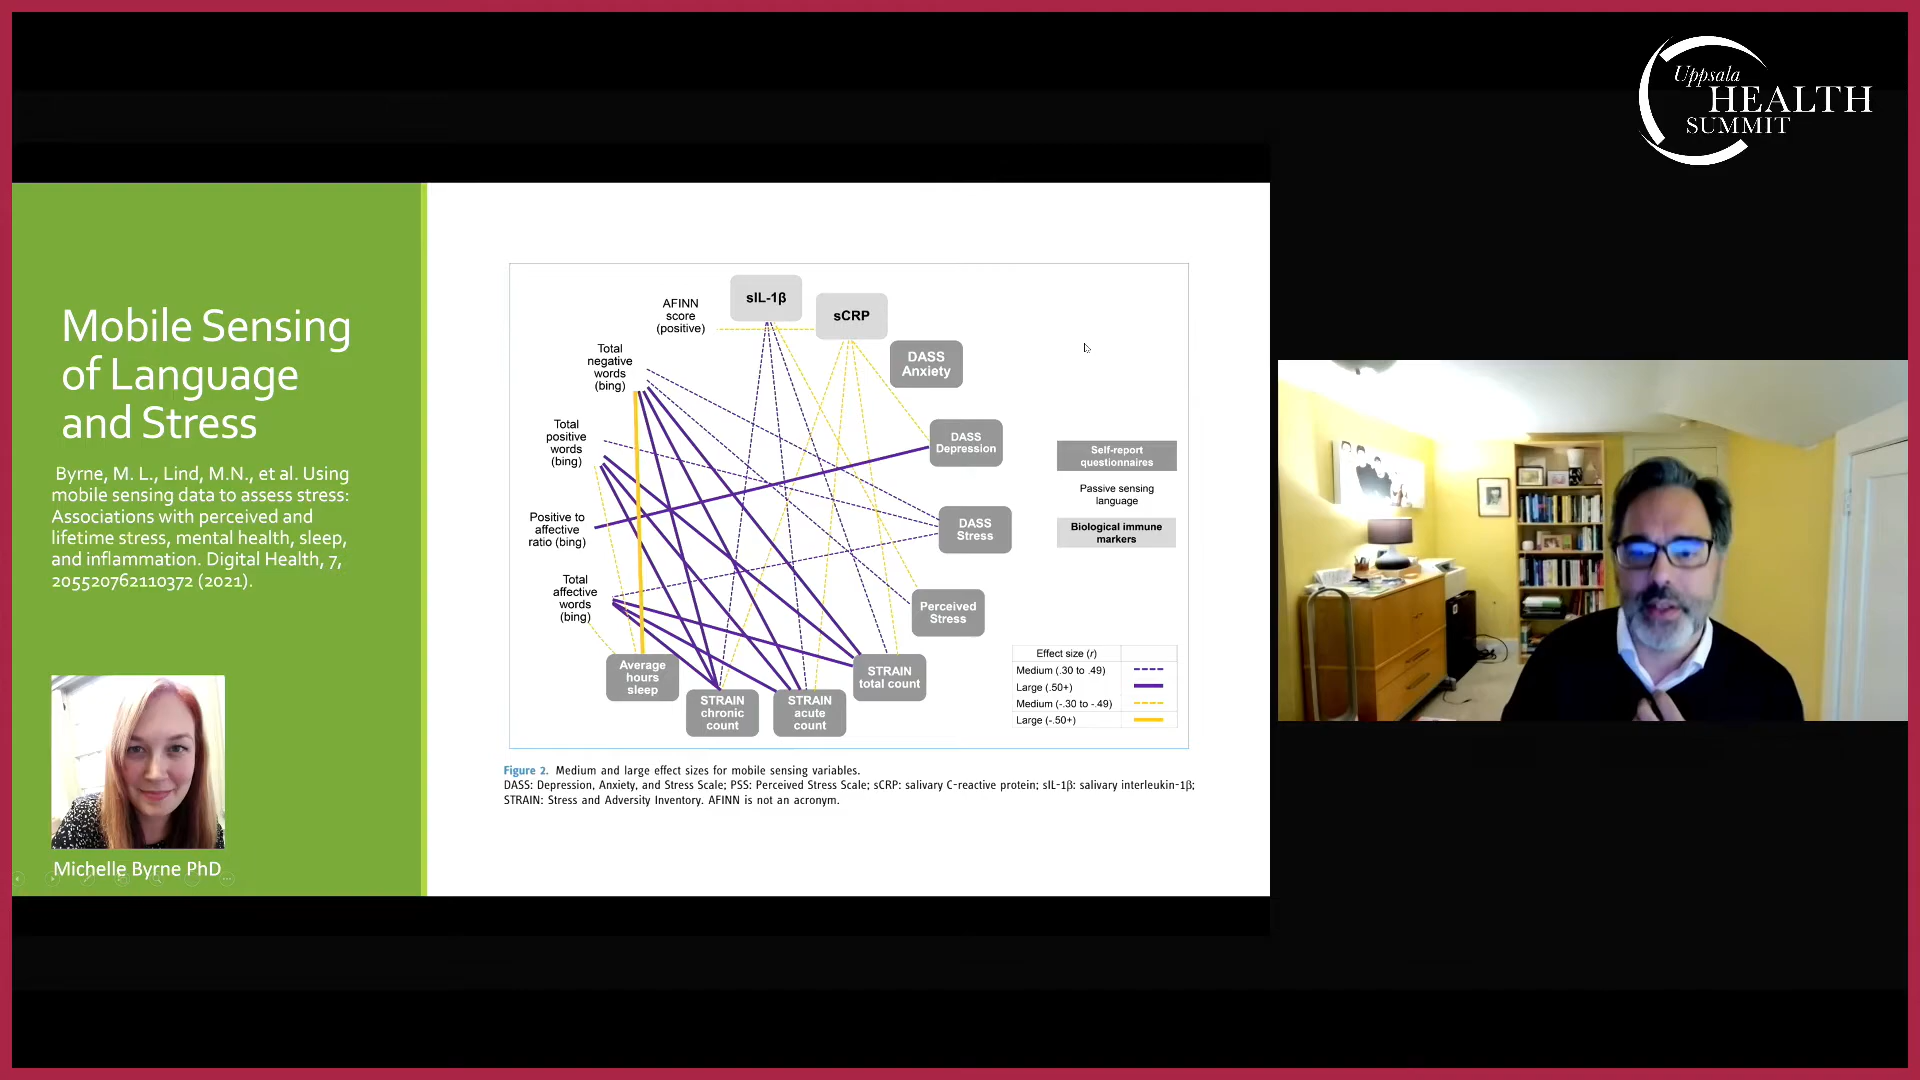 Uppsala
HEALTH
SUMMIT
Mobile Sensing
of Language
and Stress
Byrne, M. L., Lind, M.N., et al. Using
mobile sensing data to assess stress:
Associations with perceived and
lifetime stress, mental health, sleep,
and inflammation. Digital Health, 7,
205520762110372 (2021).
Michelle Byrne PhD
AFINN
score
(positive)
sIL-1β
sCRP
DASS
Anxiety
Total
negative
words
(bing)
Total
positive
words
(bing)
DASS
Depression
Positive to
affective
ratio (bing)
DASS
Stress
Total
affective
words
(bing)
Perceived
Stress
Average
hours
sleep
STRAIN
chronic
count
STRAIN
acute
count
STRAIN
total count
Self-report
questionnaires
Passive sensing
language
Biological immune
markers
Effect size (r)
Medium (.30 to .49)
Large (.50+)
Medium (-.30 to -.49)
Large (-.50+)
Figure 2. Medium and large effect sizes for mobile sensing variables.
DASS: Depression, Anxiety, and Stress Scale; PSS: Perceived Stress Scale; sCRP: salivary C-reactive protein; sIL-1β: salivary interleukin-1β;
STRAIN: Stress and Adversity Inventory. AFINN is not an acronym.